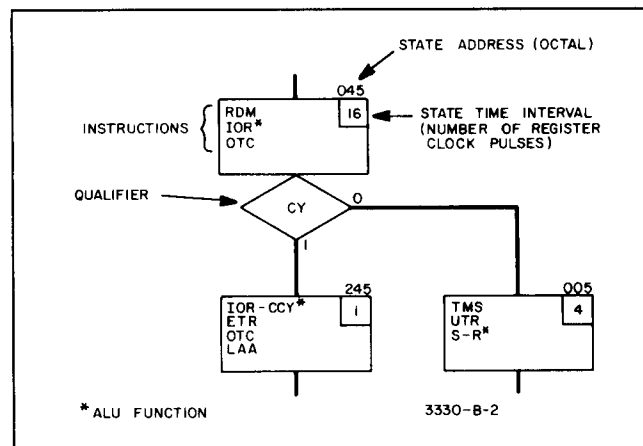 STATE ADDRESS (OCTAL)
045
INSTRUCTIONS
RDM
IOR*
OTC
16
STATE TIME INTERVAL
(NUMBER OF REGISTER
CLOCK PULSES)
QUALIFIER
CY
0
1
245
IOR-CCY*
ETR
OTC
LAA
1
005
TMS
UTR
S-R*
4
*ALU FUNCTION
3330-B-2